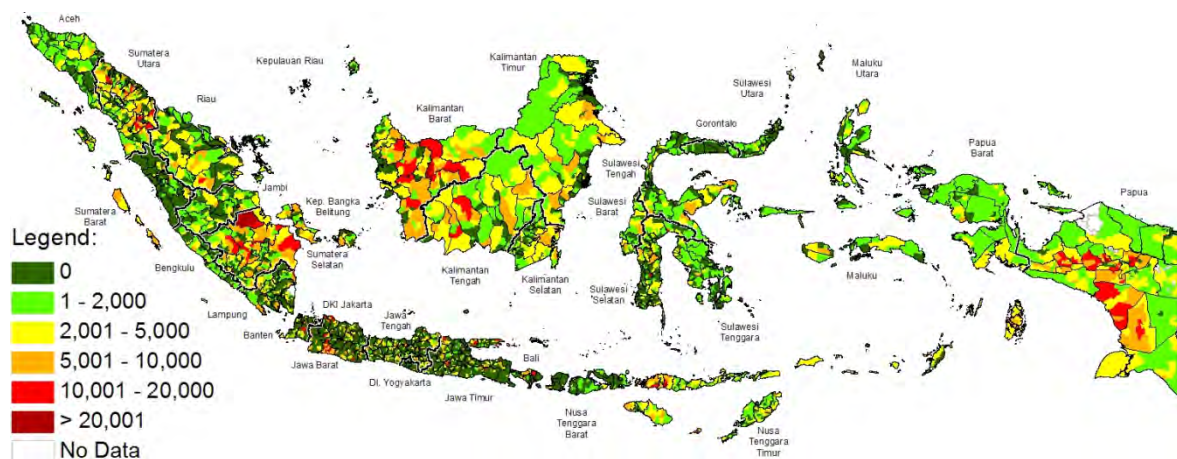 Aceh
Sumatera
Utara
Kepulauan Riau
Riau
Kalimantan
Timur
Kalimantan
Barat
Sulawesi
Utara
Maluku
Utara
Gorontalo
Papua
Barat
Papua
Sulawesi
Tengah
Jambi
Kep. Bangka
Belitung
Sulawesi
Barat
Sumatera
Barat
Sumatera
Selatan
Bengkulu
Kalimantan
Tengah
Kalimantan
Selatan
Maluku
Sulawesi
Selatan
Lampung
DKI Jakarta
Jawa
Tengah
Sulawesi
Tenggara
Banten
Jawa Barat
Bali
DI. Yogyakarta
Jawa Timur
Nusa
Tenggara
Barat
Nusa
Tenggara
Timur
Legend:
0
1 - 2,000
2,001 - 5,000
5,001 - 10,000
10,001 - 20,000
> 20,001
No Data